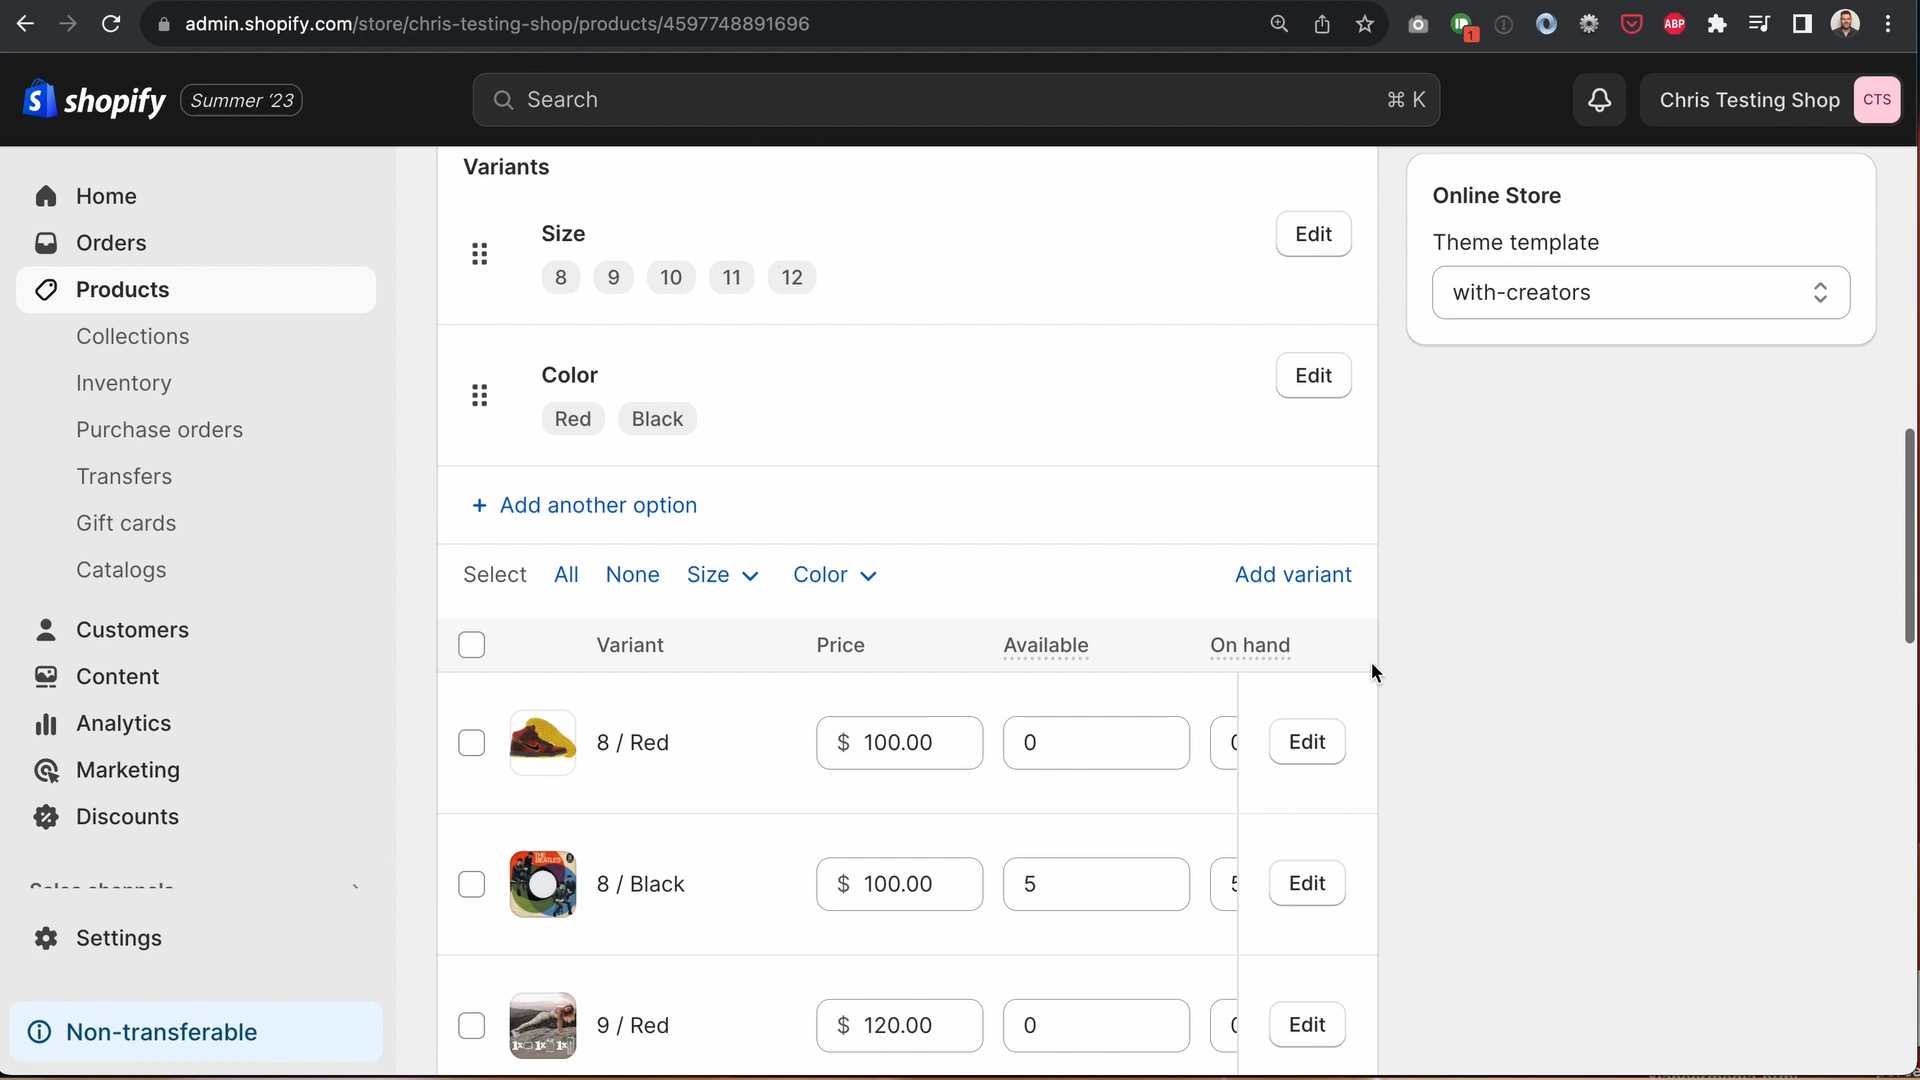 admin.shopify.com/store/chris-testing-shop/products/4597748891696
1
ABP
shopify
Summer '23
Search
⌘ K
Chris Testing Shop
CTS
Home
Orders
Products
Collections
Inventory
Purchase orders
Transfers
Gift cards
Catalogs
Customers
Content
Analytics
Marketing
Discounts
Settings
Non-transferable
Variants
Size
Edit
8 9 10 11 12
Color
Edit
Red Black
+ Add another option
Select All None Size Color Add variant
Variant Price Available On hand
8 / Red $ 100.00 0 Edit
THE BEATLES
8 / Black $ 100.00 5 Edit
9 / Red $ 120.00 0 Edit
Online Store
Theme template
with-creators